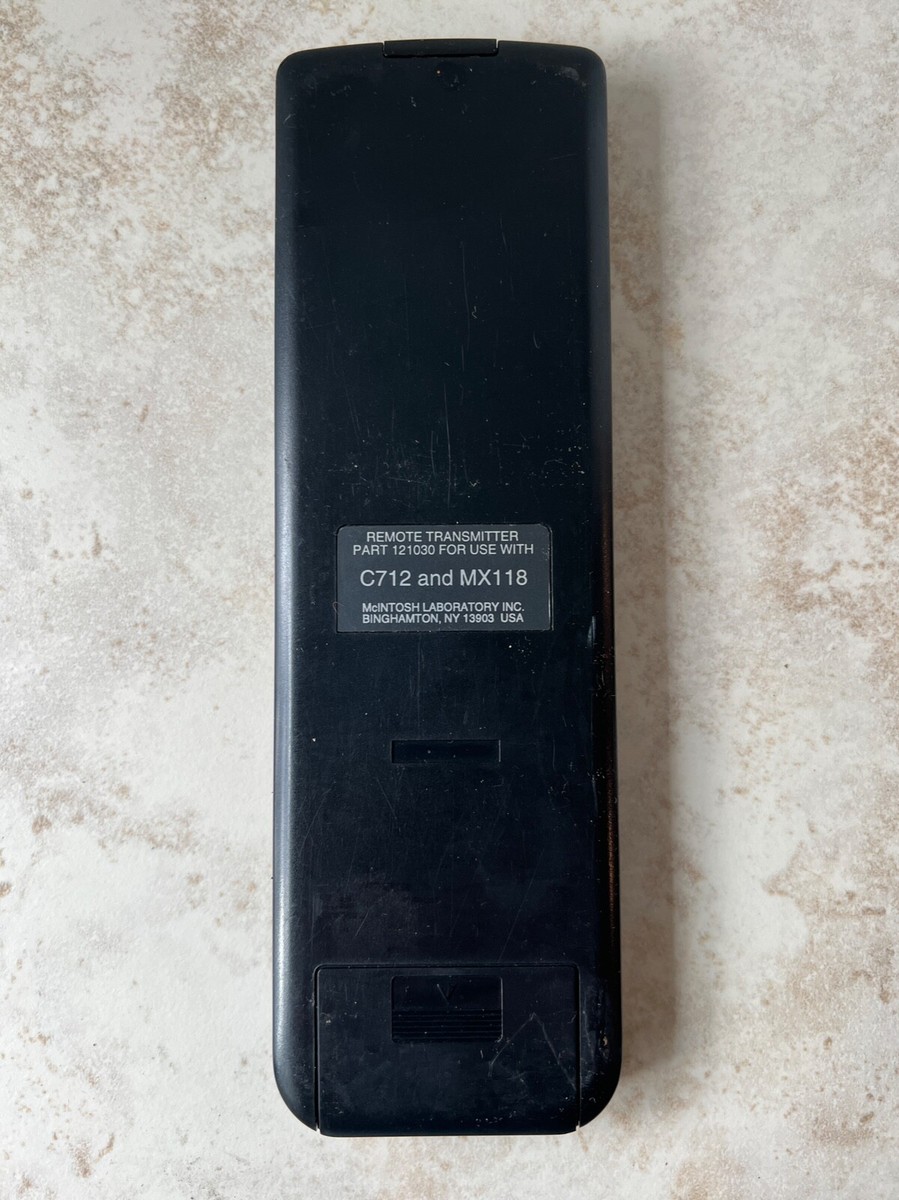 REMOTE TRANSMITTER
PART 121030 FOR USE WITH
C712 and MX118
McINTOSH LABORATORY INC.
BINGHAMTON, NY 13903 USA